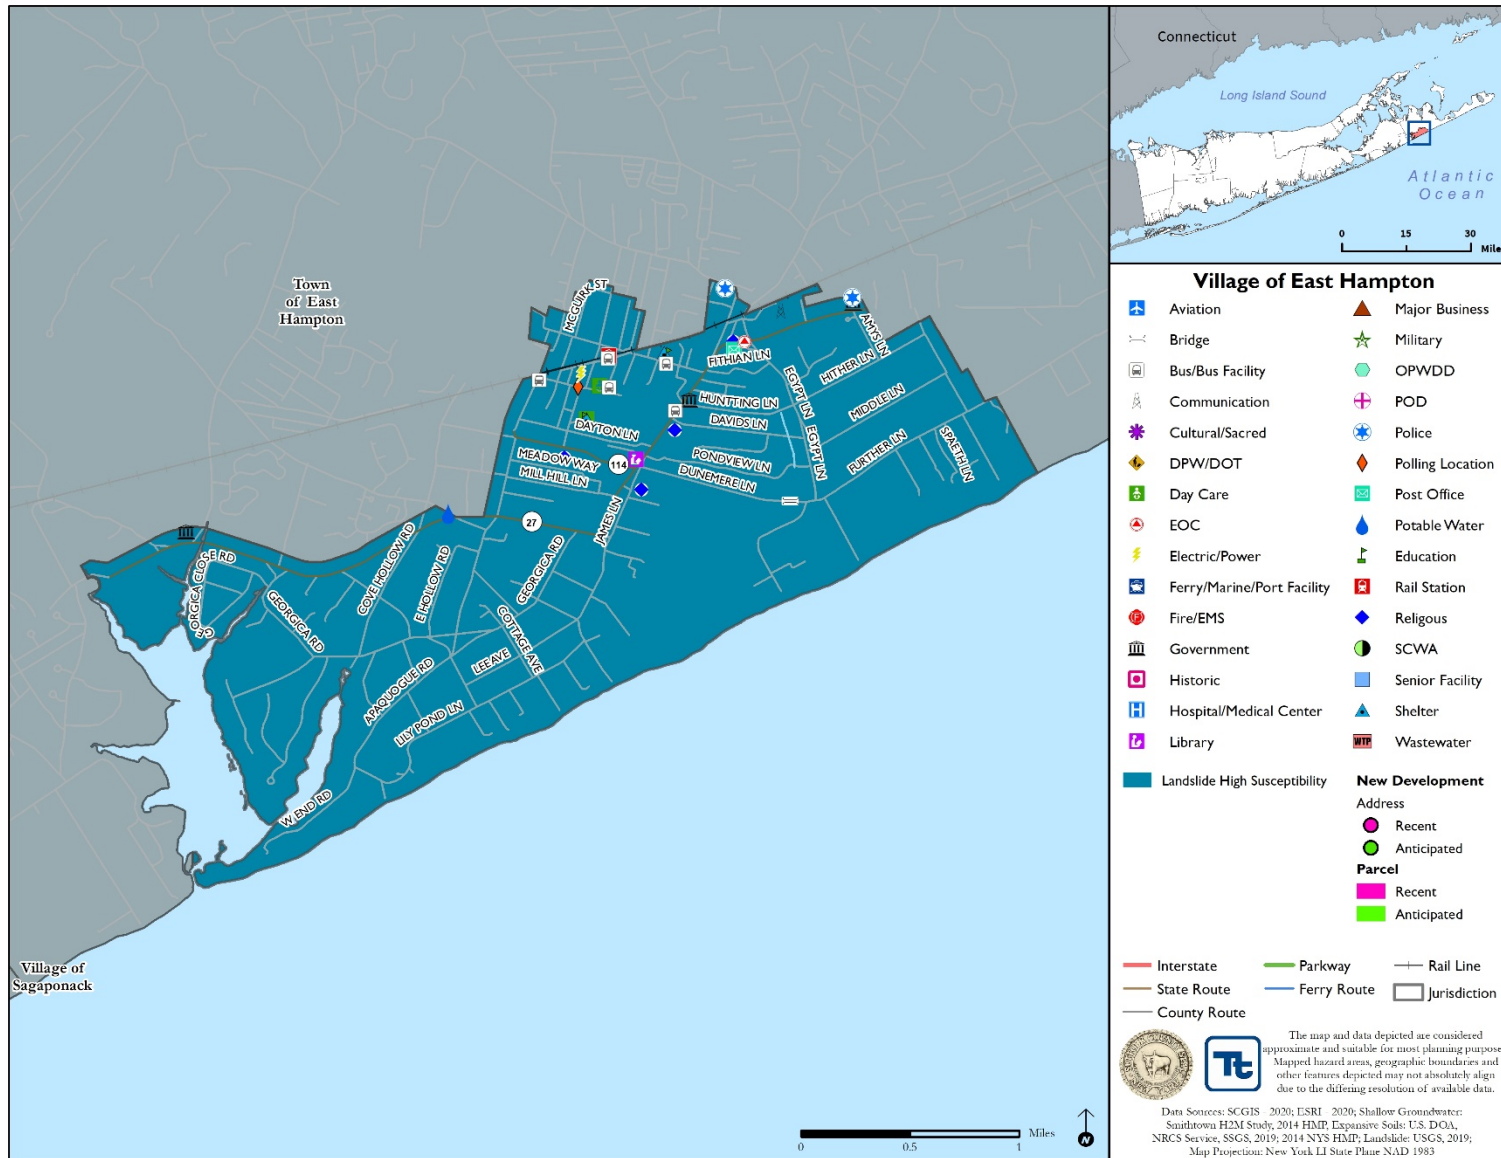 Town
of East
Hampton
Village of
Sagaponack
MCGUIRK ST
FITHIAN LN
AMYS LN
HITHER LN
EGYPT LN
HUNTTING LN
MIDDLE LN
DAVIDS LN
DAYTON LN
EGYPT LN
FURTHER LN
SPAETH LN
MEADOW WAY
114
PONDVIEW LN
MILL HILL LN
DUNEMERE LN
27
JAMES LN
GEORGICA CLOSE RD
COVE HOLLOW RD
E HOLLOW RD
GEORGICA RD
GEORGICA RD
COTTAGE AVE
LEE AVE
APAQUOGUE RD
LILY POND LN
W END RD
0 0.5 1 Miles
N
Connecticut
Long Island Sound
Atlantic
Ocean
0 15 30
Mile
Village of East Hampton
Aviation
Bridge
Bus/Bus Facility
Communication
Cultural/Sacred
DPW/DOT
Day Care
EOC
Electric/Power
Ferry/Marine/Port Facility
Fire/EMS
Government
Historic
Hospital/Medical Center
Library
Major Business
Military
OPWDD
POD
Police
Polling Location
Post Office
Potable Water
Education
Rail Station
Religous
SCWA
Senior Facility
Shelter
WTP Wastewater
Landslide High Susceptibility
New Development
Address
Recent
Anticipated
Parcel
Recent
Anticipated
Interstate
State Route
County Route
Parkway
Ferry Route
Rail Line
Jurisdiction
Tt
The map and data depicted are considered
approximate and suitable for most planning purpose
Mapped hazard areas, geographic boundaries and
other features depicted may not absolutely align
due to the differing resolution of available data.
Data Sources: SCGIS - 2020; ESRI - 2020; Shallow Groundwater:
Smithtown H2M Study, 2014 HMP, Expansive Soils: U.S. DOA,
NRCS Service, SSGS, 2019; 2014 NYS HMP; Landslide: USGS, 2019;
Map Projection: New York LI State Plane NAD 1983